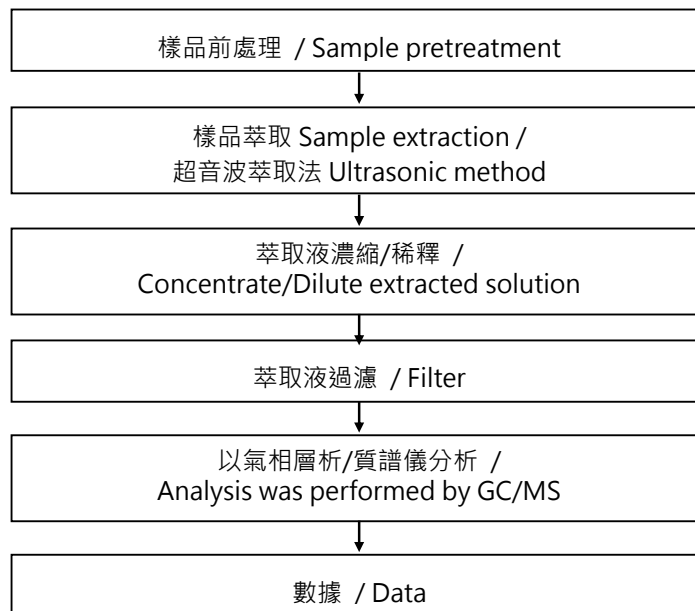 樣品前處理 / Sample pretreatment
樣品萃取 Sample extraction /
超音波萃取法 Ultrasonic method
萃取液濃縮/稀釋 /
Concentrate/Dilute extracted solution
萃取液過濾 / Filter
以氣相層析/質譜儀分析 /
Analysis was performed by GC/MS
數據 / Data